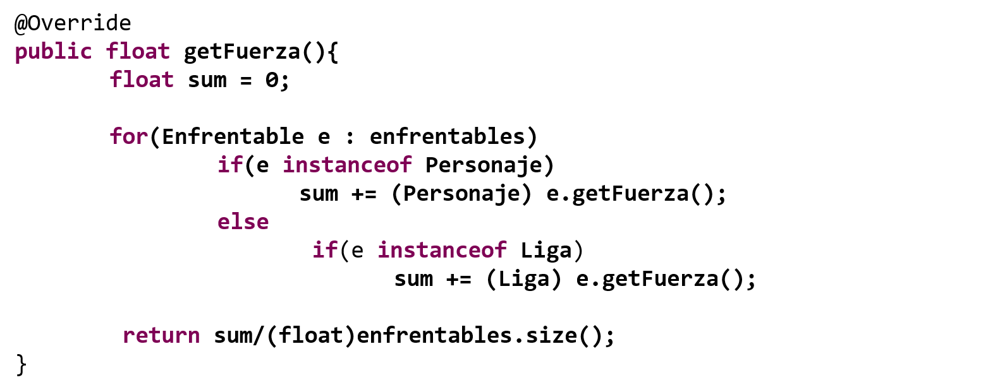 @Override
public float getFuerza(){
float sum = 0;
for(Enfrentable e : enfrentables)
if(e instanceof Personaje)
sum += (Personaje) e.getFuerza();
else
if(e instanceof Liga)
sum += (Liga) e.getFuerza();
return sum/(float)enfrentables.size();
}